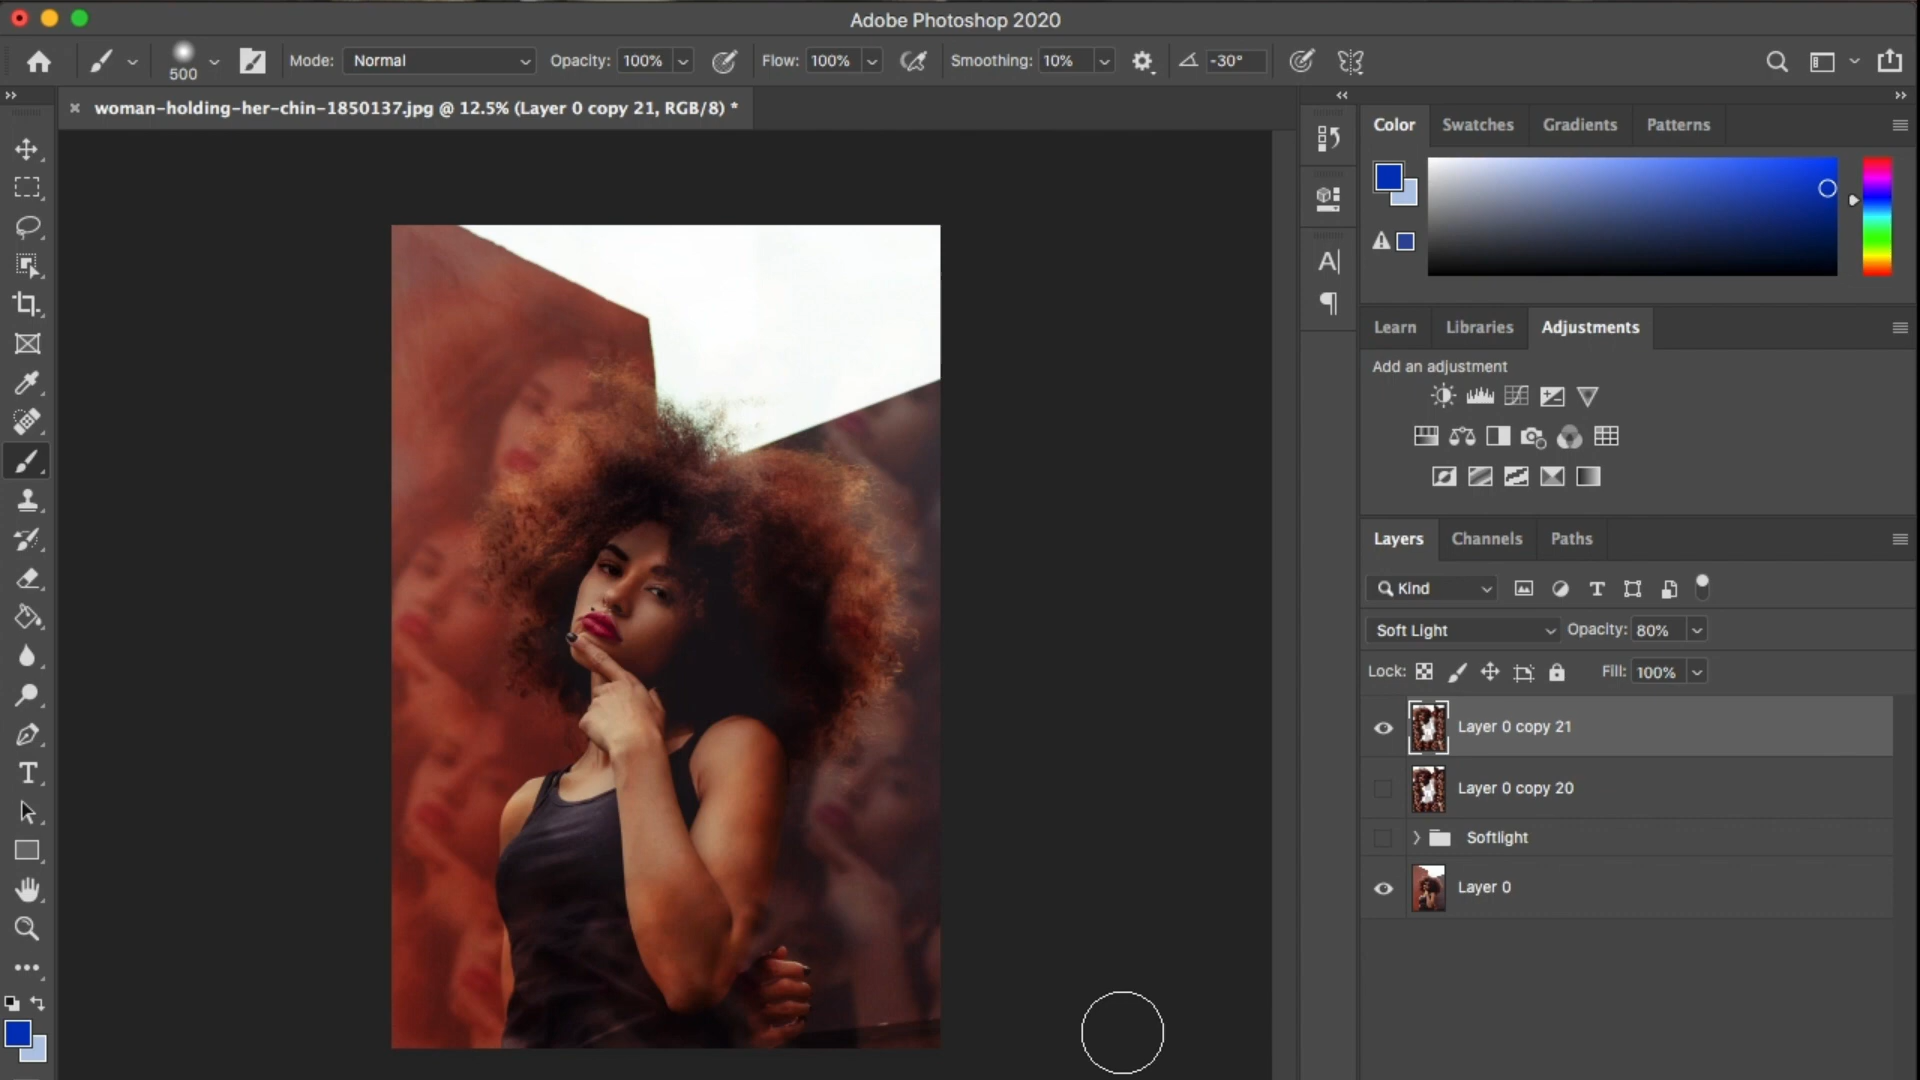 Adobe Photoshop 2020
500
Mode: Normal
Opacity: 100%
Flow: 100%
Smoothing: 10%
-30°
woman-holding-her-chin-1850137.jpg @ 12.5% (Layer 0 copy 21, RGB/8) *
Color Swatches Gradients Patterns
Learn Libraries Adjustments
Add an adjustment
Layers Channels Paths
Kind
Soft Light Opacity: 80%
Lock: Fill: 100%
Layer 0 copy 21
Layer 0 copy 20
Softlight
Layer 0